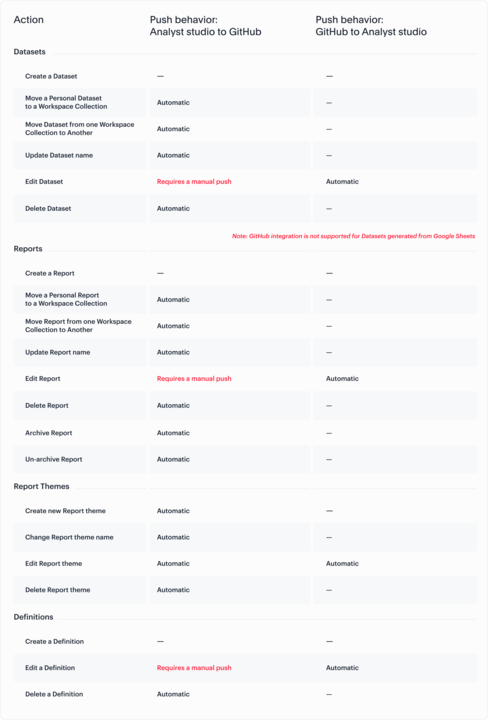 Action
Push behavior:
Analyst studio to GitHub
Push behavior:
GitHub to Analyst studio
Datasets
Create a Dataset — —
Move a Personal Dataset
to a Workspace Collection
Automatic —
Move Dataset from one Workspace
Collection to Another
Automatic —
Update Dataset name Automatic —
Edit Dataset Requires a manual push Automatic
Delete Dataset Automatic —
Note: GitHub integration is not supported for Datasets generated from Google Sheets
Reports
Create a Report — —
Move a Personal Report
to a Workspace Collection
Automatic —
Move Report from one Workspace
Collection to Another
Automatic —
Update Report name Automatic —
Edit Report Requires a manual push Automatic
Delete Report Automatic —
Archive Report Automatic —
Un-archive Report Automatic —
Report Themes
Create new Report theme Automatic —
Change Report theme name Automatic —
Edit Report theme Automatic Automatic
Delete Report theme Automatic —
Definitions
Create a Definition — —
Edit a Definition Requires a manual push Automatic
Delete a Definition Automatic —